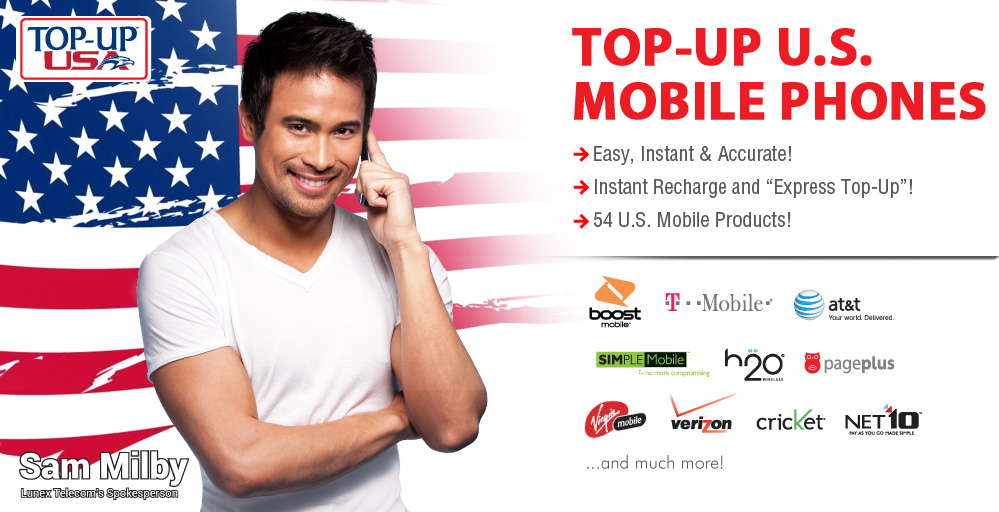 TOP-UP
USA
TOP-UP U.S.
MOBILE PHONES
Easy, Instant & Accurate!
Instant Recharge and “Express Top-Up”!
54 U.S. Mobile Products!
boost
mobile
T Mobile
at&t
Your world. Delivered.
SIMPLE Mobile
no more compromising
h2o
WIRELESS
pageplus
Virgin
mobile
verizon
cricket
NET10
PAY AS YOU GO MADE SIMPLE
...and much more!
Sam Milby
Lunex Telecom's Spokesperson